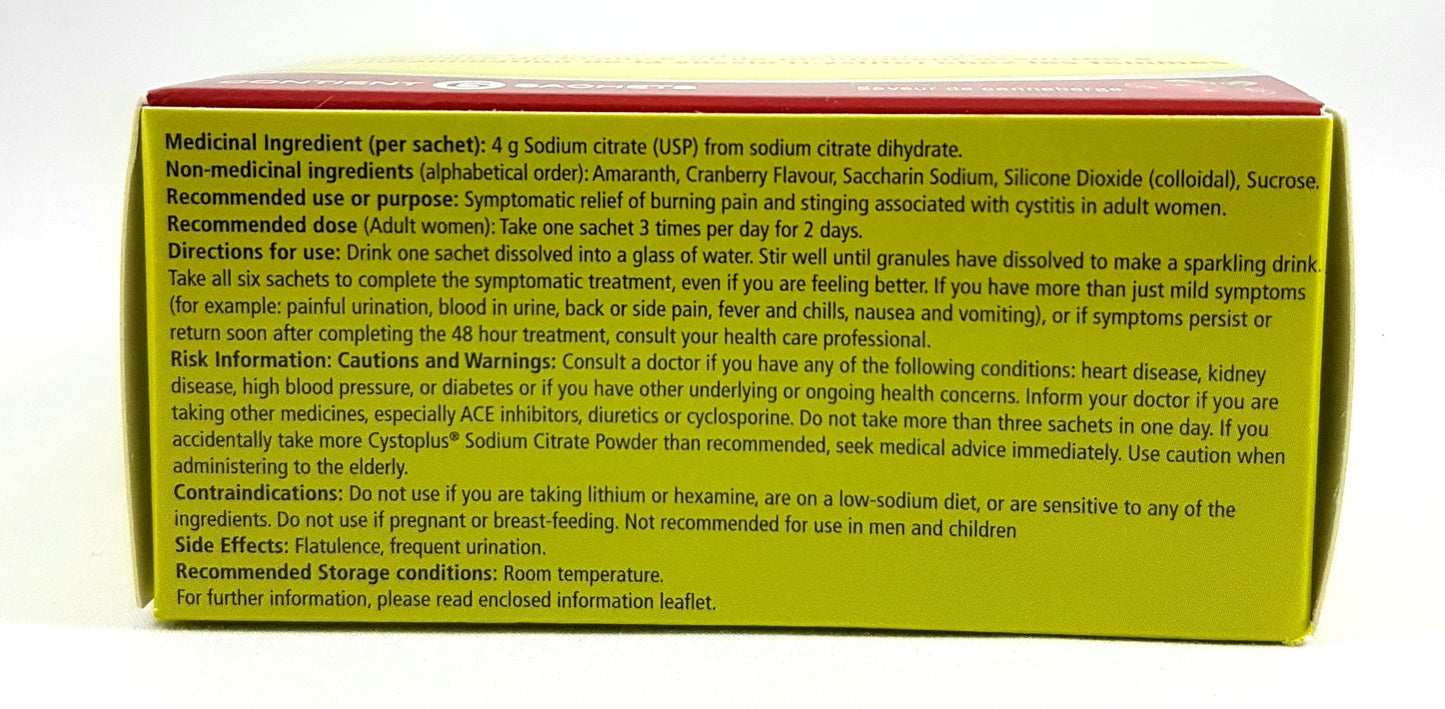 CONTIENT 6 SACHETS
Saveur de canneberge
Medicinal Ingredient (per sachet): 4 g Sodium citrate (USP) from sodium citrate dihydrate.
Non-medicinal ingredients (alphabetical order): Amaranth, Cranberry Flavour, Saccharin Sodium, Silicone Dioxide (colloidal), Sucrose.
Recommended use or purpose: Symptomatic relief of burning pain and stinging associated with cystitis in adult women.
Recommended dose (Adult women): Take one sachet 3 times per day for 2 days.
Directions for use: Drink one sachet dissolved into a glass of water. Stir well until granules have dissolved to make a sparkling drink.
Take all six sachets to complete the symptomatic treatment, even if you are feeling better. If you have more than just mild symptoms
(for example: painful urination, blood in urine, back or side pain, fever and chills, nausea and vomiting), or if symptoms persist or
return soon after completing the 48 hour treatment, consult your health care professional.
Risk Information: Cautions and Warnings: Consult a doctor if you have any of the following conditions: heart disease, kidney
disease, high blood pressure, or diabetes or if you have other underlying or ongoing health concerns. Inform your doctor if you are
taking other medicines, especially ACE inhibitors, diuretics or cyclosporine. Do not take more than three sachets in one day. If you
accidentally take more Cystoplus® Sodium Citrate Powder than recommended, seek medical advice immediately. Use caution when
administering to the elderly.
Contraindications: Do not use if you are taking lithium or hexamine, are on a low-sodium diet, or are sensitive to any of the
ingredients. Do not use if pregnant or breast-feeding. Not recommended for use in men and children
Side Effects: Flatulence, frequent urination.
Recommended Storage conditions: Room temperature.
For further information, please read enclosed information leaflet.